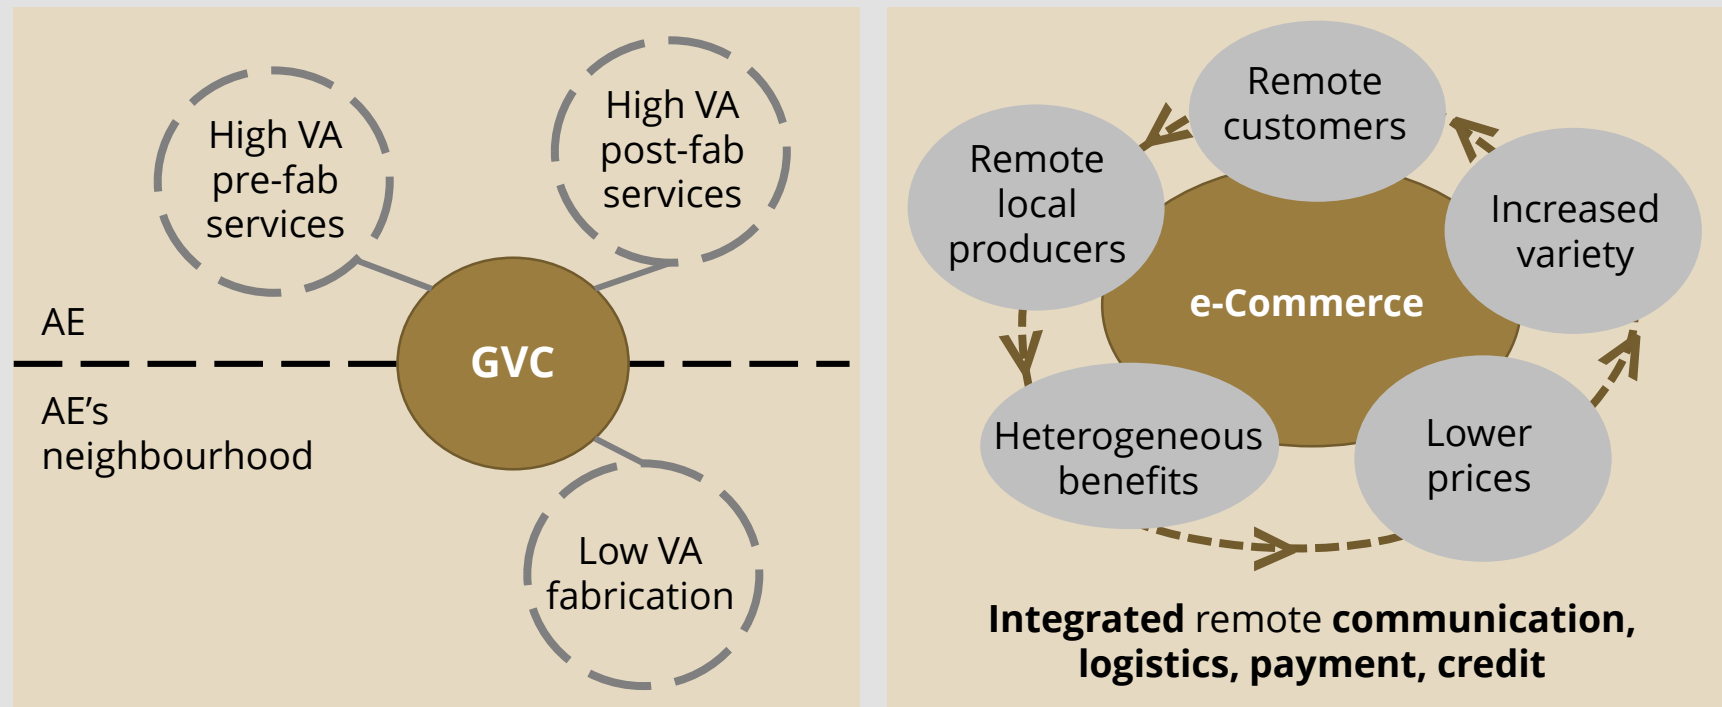 High VA
pre-fab
services
High VA
post-fab
services
AE
GVC
AE’s
neighbourhood
Low VA
fabrication
Remote
customers
Remote
local
producers
Increased
variety
e-Commerce
Heterogeneous
benefits
Lower
prices
Integrated remote communication,
logistics, payment, credit